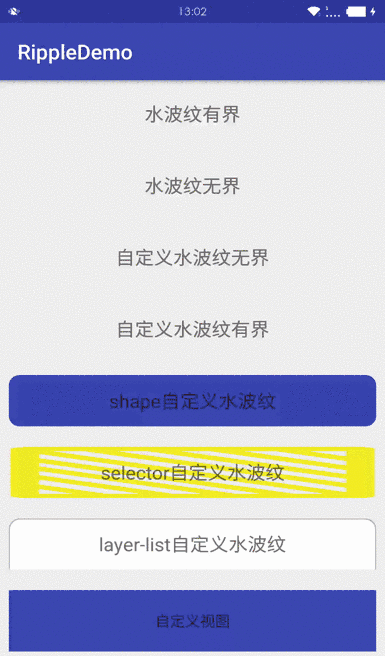 13:02
RippleDemo
水波纹有界
水波纹无界
自定义水波纹无界
自定义水波纹有界
shape自定义水波纹
selector自定义水波纹
layer-list自定义水波纹
自定义视图